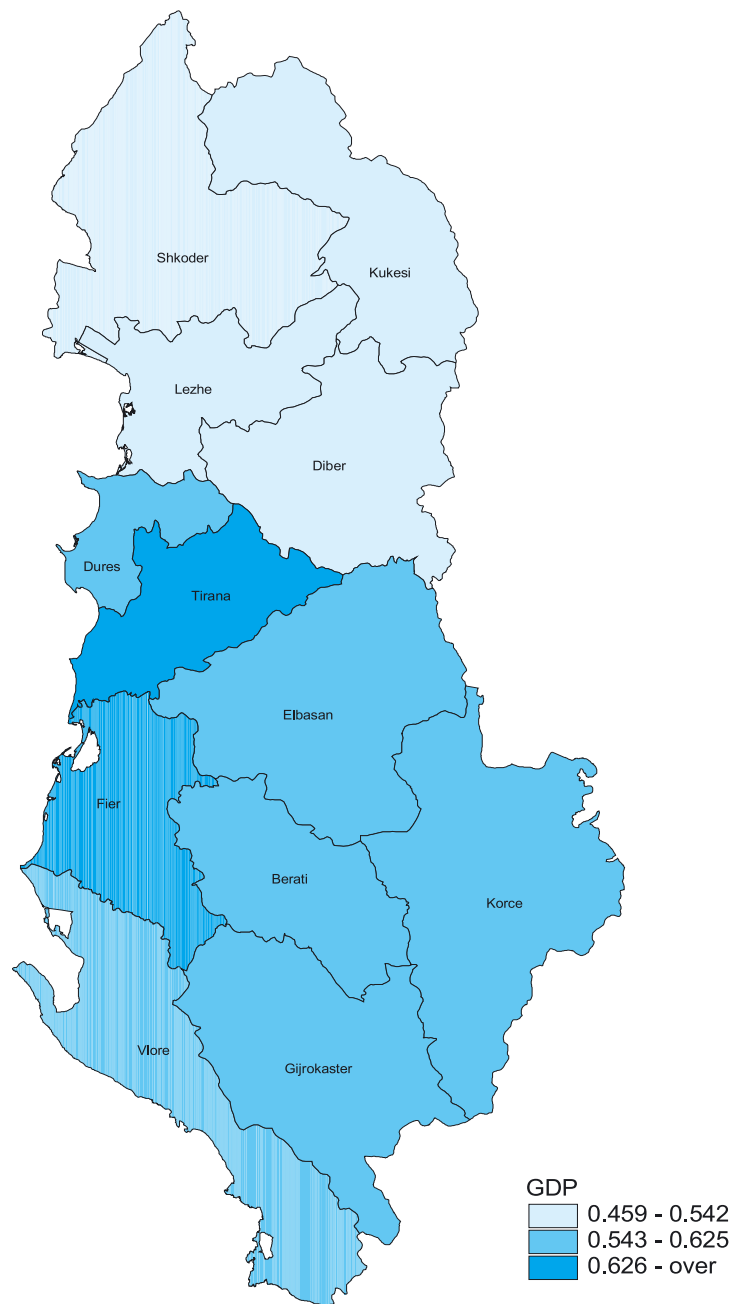 Shkoder
Kukesi
Lezhe
Diber
Dures
Tirana
Elbasan
Fier
Berati
Korce
Vlore
Gijrokaster
GDP
0.459 - 0.542
0.543 - 0.625
0.626 - over